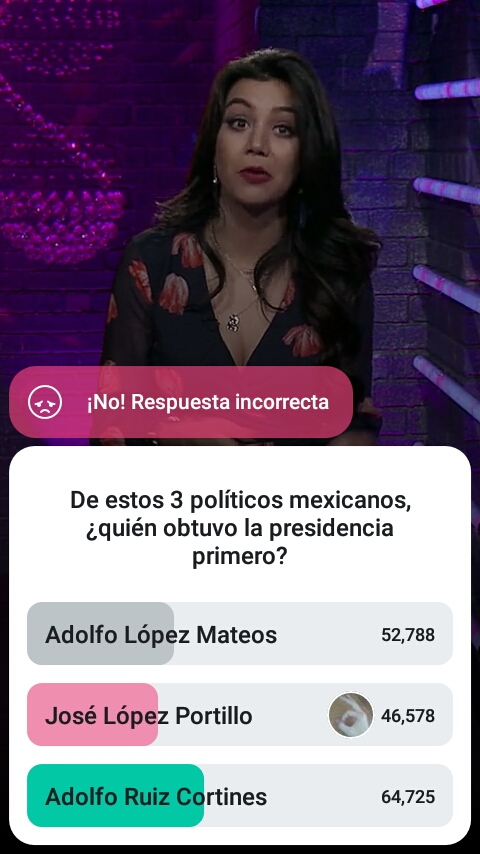 ¡No! Respuesta incorrecta
De estos 3 políticos mexicanos,
¿quién obtuvo la presidencia
primero?
Adolfo López Mateos 52,788
José López Portillo 46,578
Adolfo Ruiz Cortines 64,725